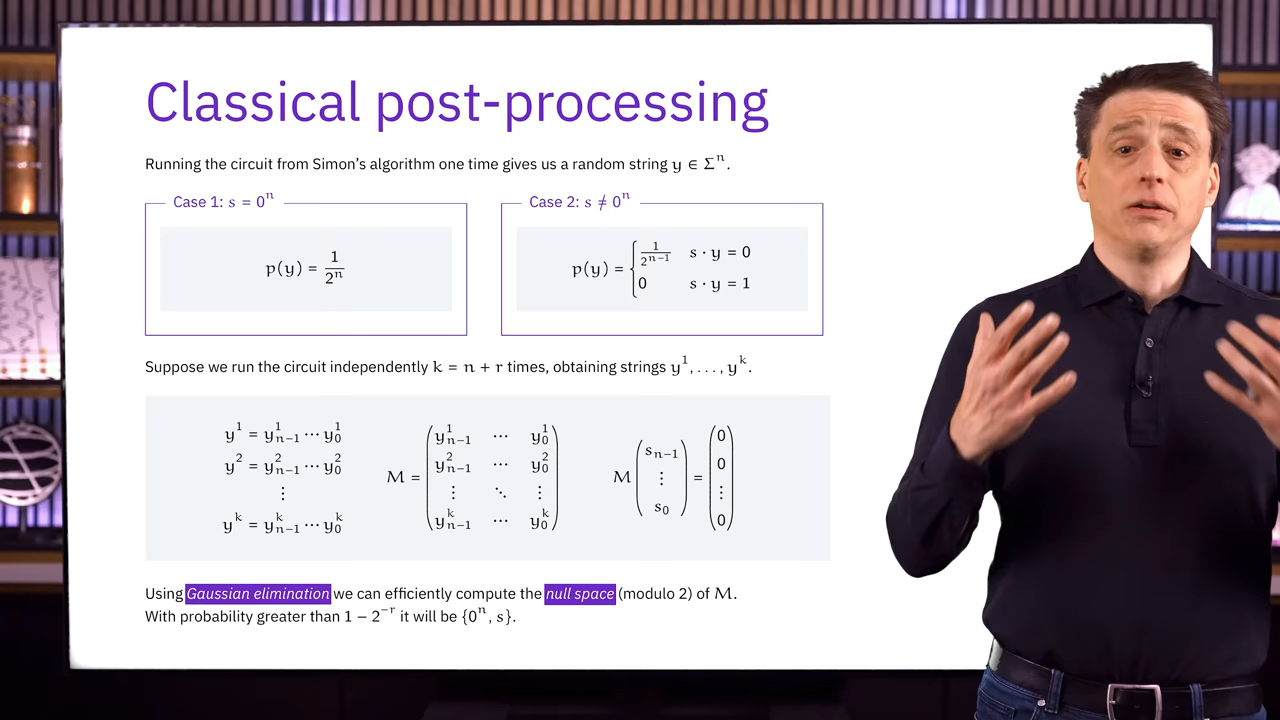 Classical post-processing
Running the circuit from Simon's algorithm one time gives us a random string y ∈ Σⁿ.
Case 1: s = 0ⁿ
p(y) = 1/2ⁿ
Case 2: s ≠ 0ⁿ
p(y) = { 1/2ⁿ⁻¹ s · y = 0
0 s · y = 1
Suppose we run the circuit independently k = n + r times, obtaining strings y¹, . . . , yᵏ.
y¹ = y¹ₙ₋₁ ⋯ y¹₀
y² = y²ₙ₋₁ ⋯ y²₀
⋮
yᵏ = yᵏₙ₋₁ ⋯ yᵏ₀
M = ( y¹ₙ₋₁ ⋯ y¹₀
y²ₙ₋₁ ⋯ y²₀
⋮ ⋱ ⋮
yᵏₙ₋₁ ⋯ yᵏ₀ )
M ( sₙ₋₁ ⋮ s₀ ) = ( 0 0 ⋮ 0 )
Using Gaussian elimination we can efficiently compute the null space (modulo 2) of M.
With probability greater than 1 − 2⁻ʳ it will be {0ⁿ, s}.